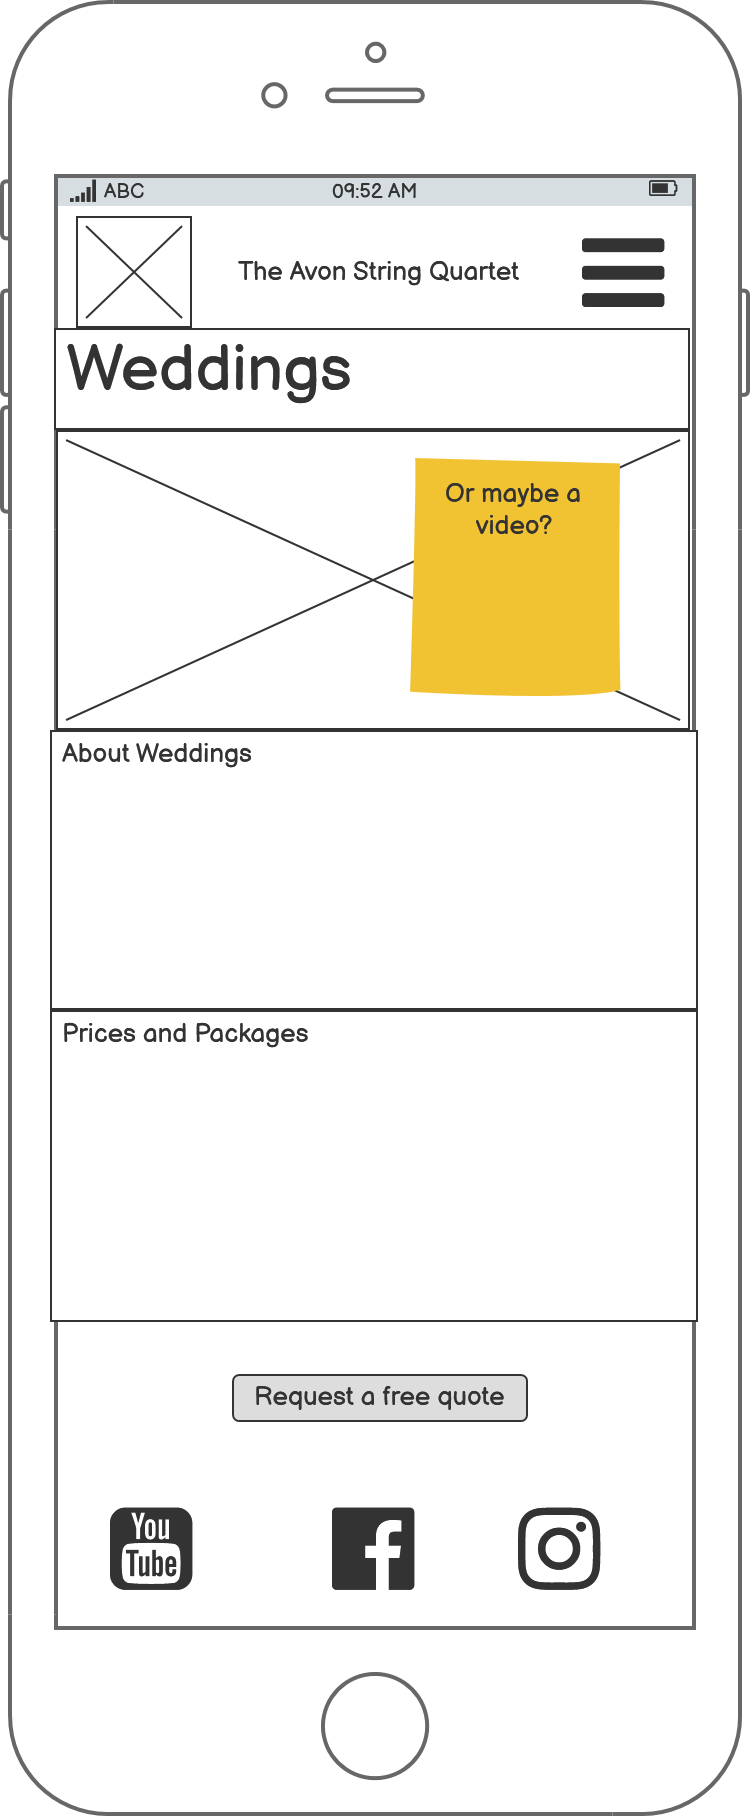 ABC 09:52 AM
The Avon String Quartet
Weddings
Or maybe a
video?
About Weddings
Prices and Packages
Request a free quote
You
Tube
f